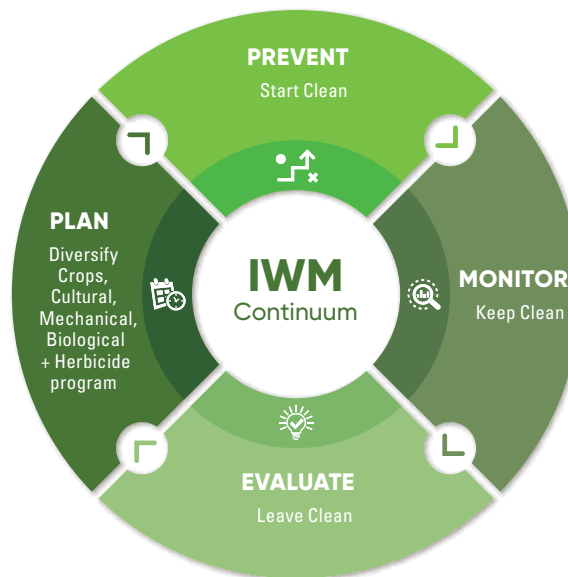 PREVENT
Start Clean
PLAN
Diversify
Crops,
Cultural,
Mechanical,
Biological
+ Herbicide
program
IWM
Continuum
MONITOR
Keep Clean
EVALUATE
Leave Clean